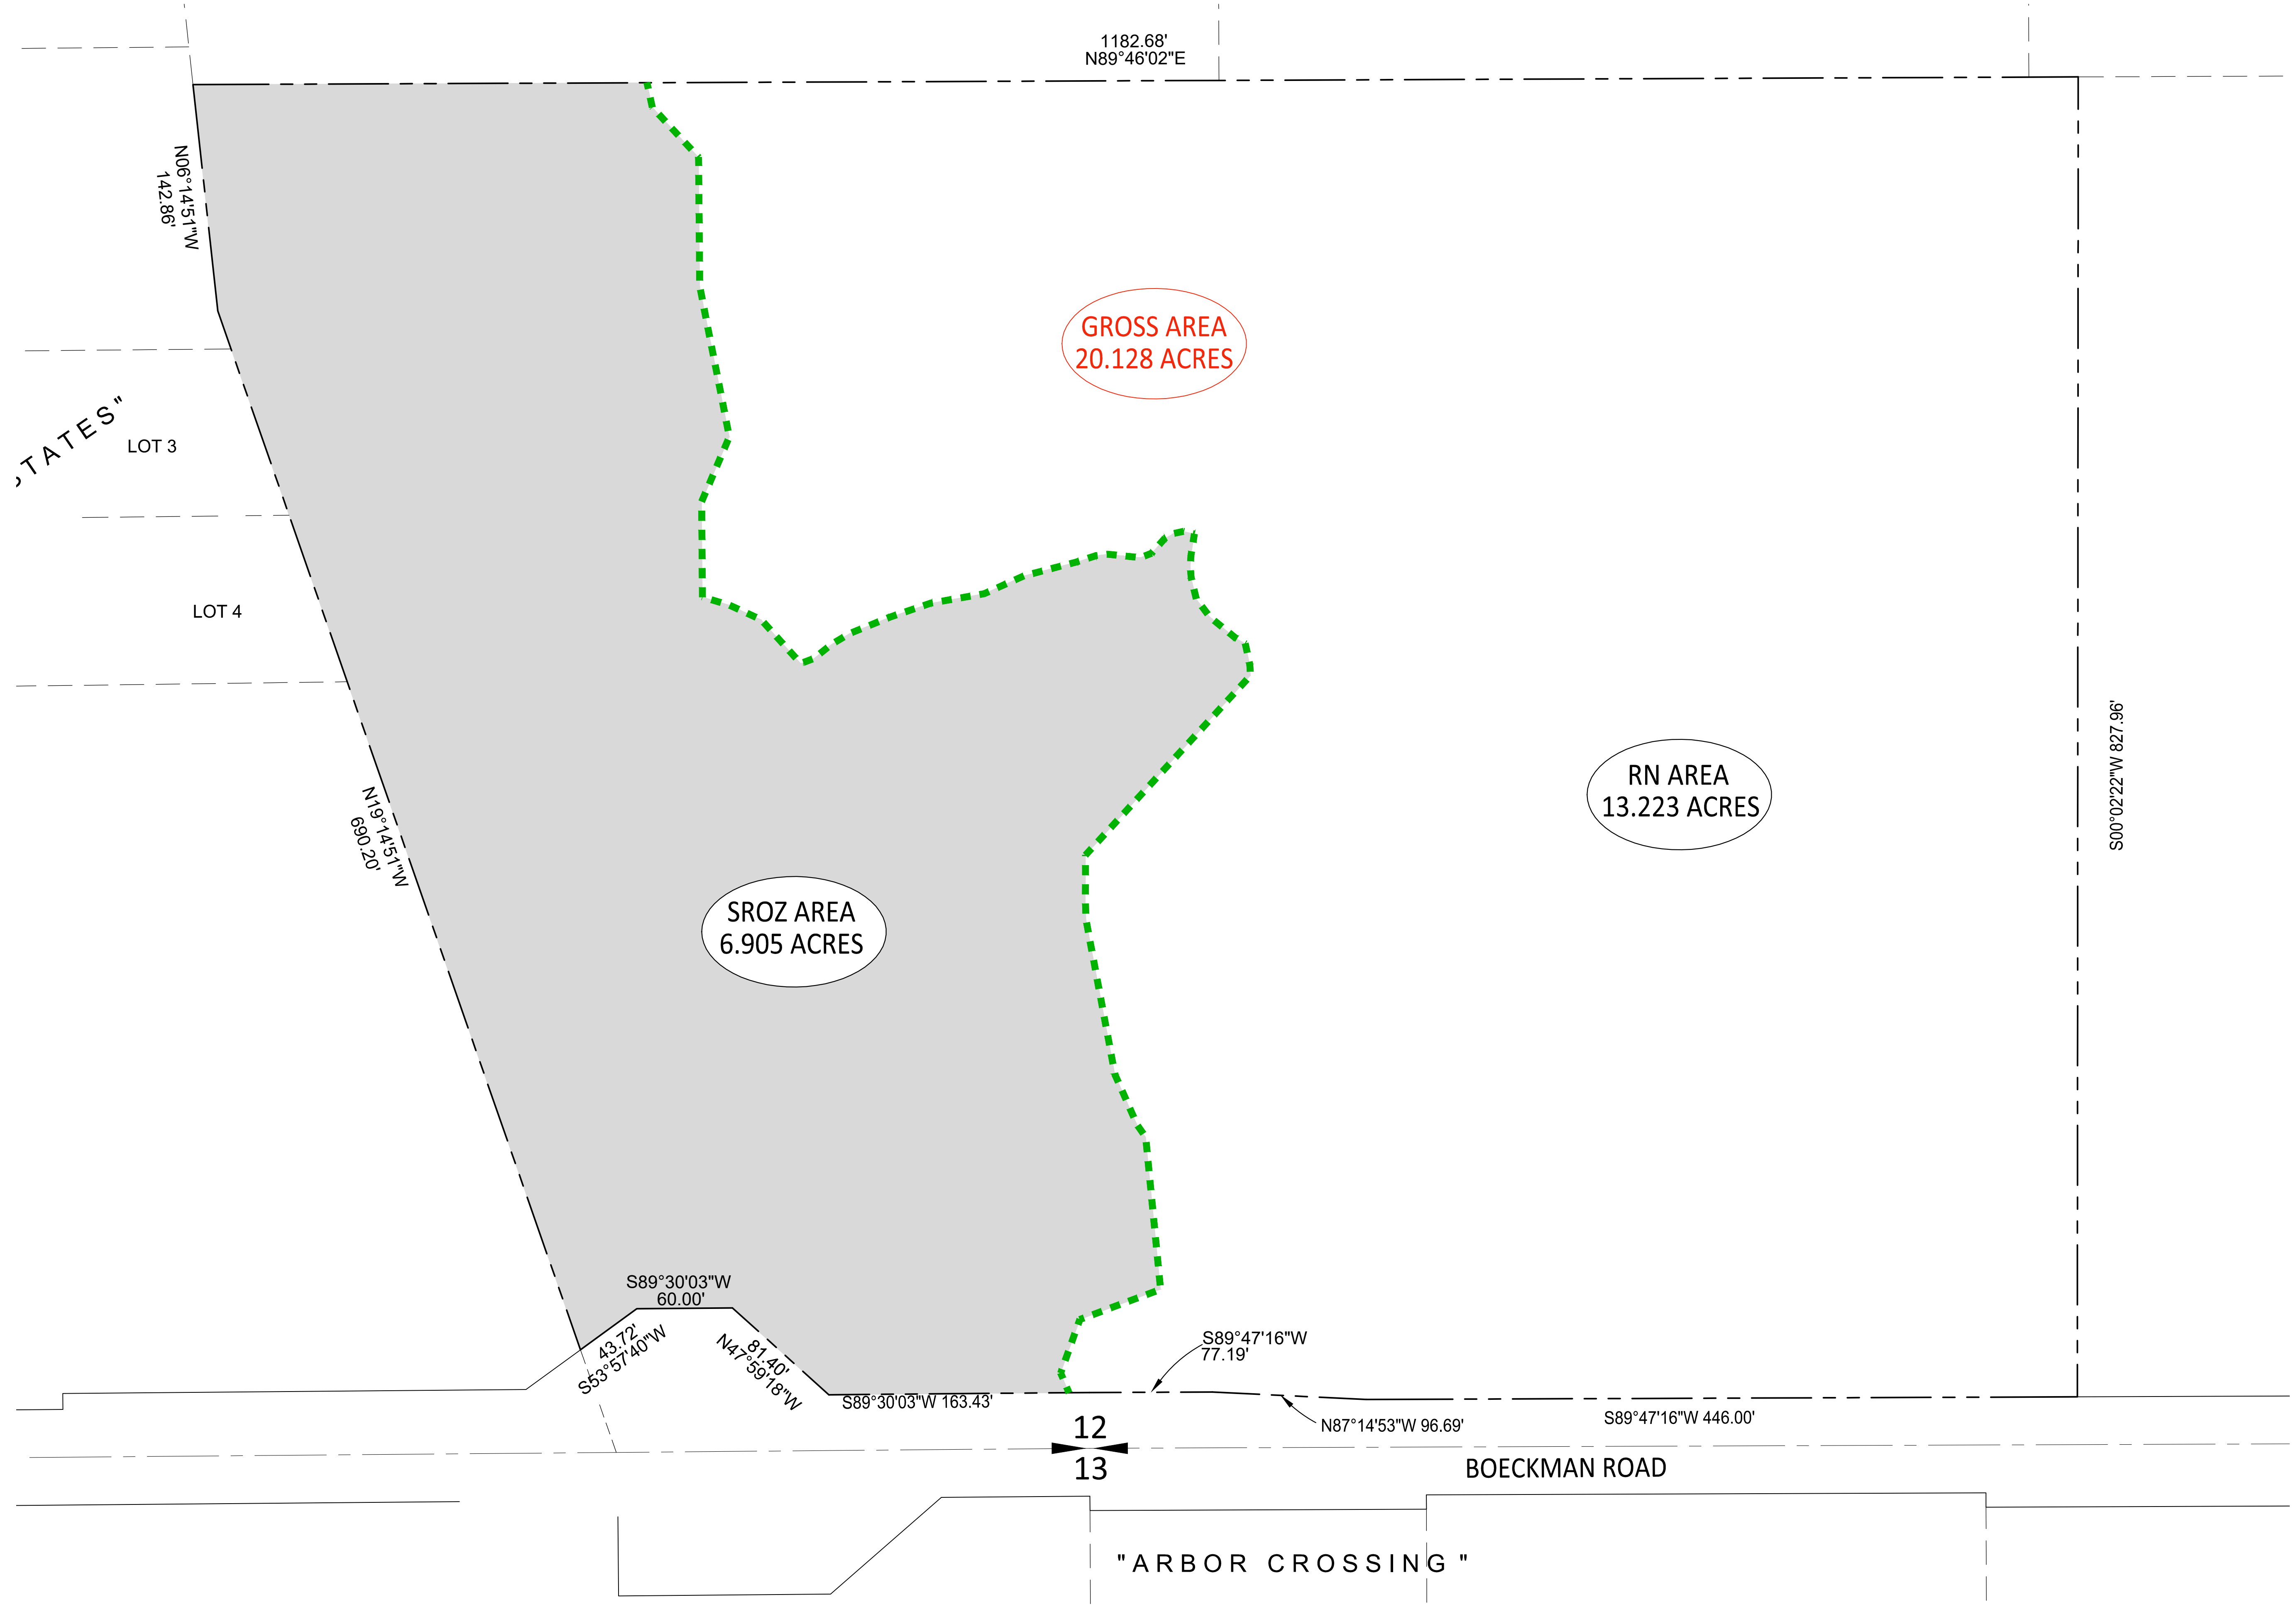 1182.68'
N89°46'02"E
N06°14'51"W
142.86'
GROSS AREA
20.128 ACRES
STATES"
LOT 3
LOT 4
N19°14'51"W
690.20'
S00°02'22"W 827.96'
RN AREA
13.223 ACRES
SROZ AREA
6.905 ACRES
S89°30'03"W
60.00'
43.72'
S53°57'40"W
81.40'
N47°59'18"W
S89°30'03"W 163.43'
S89°47'16"W
77.19'
N87°14'53"W 96.69'
S89°47'16"W 446.00'
12
13
BOECKMAN ROAD
"ARBOR CROSSING"